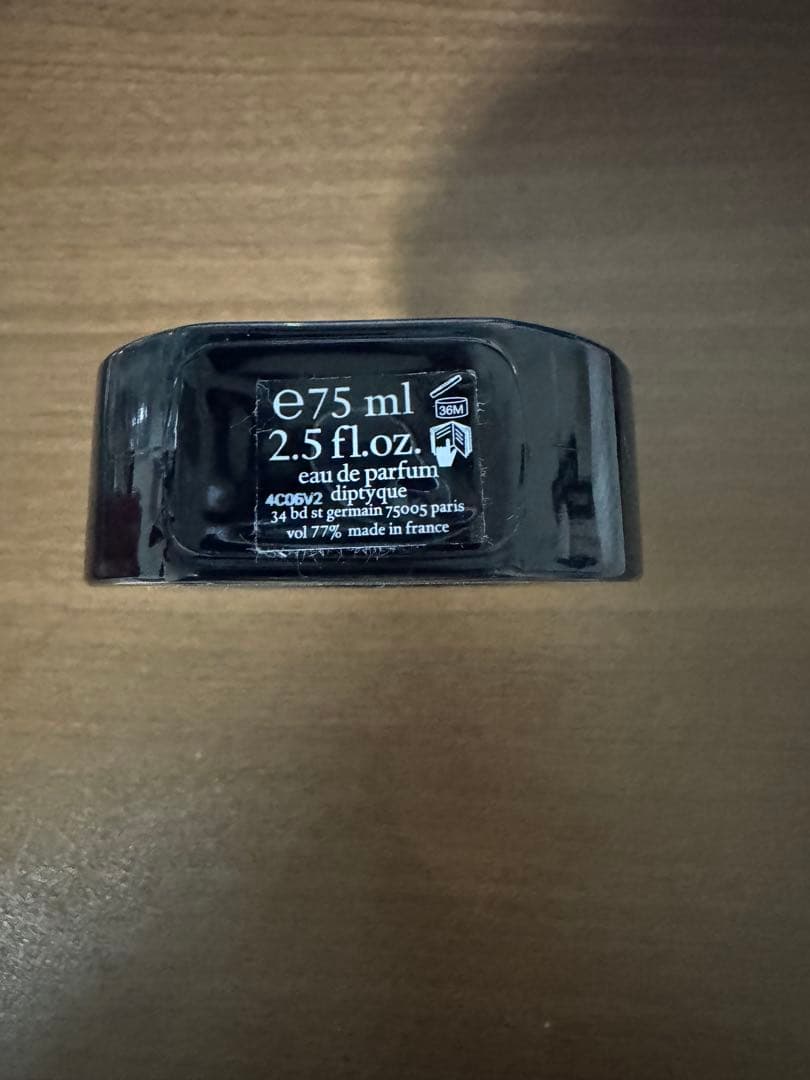 ℮75 ml
36M
2.5 fl.oz.
eau de parfum
4C06V2 diptyque
34 bd st germain 75005 paris
vol 77% made in france